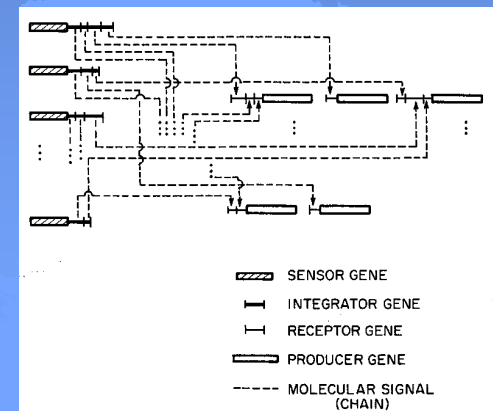 SENSOR GENE
INTEGRATOR GENE
RECEPTOR GENE
PRODUCER GENE
MOLECULAR SIGNAL
(CHAIN)